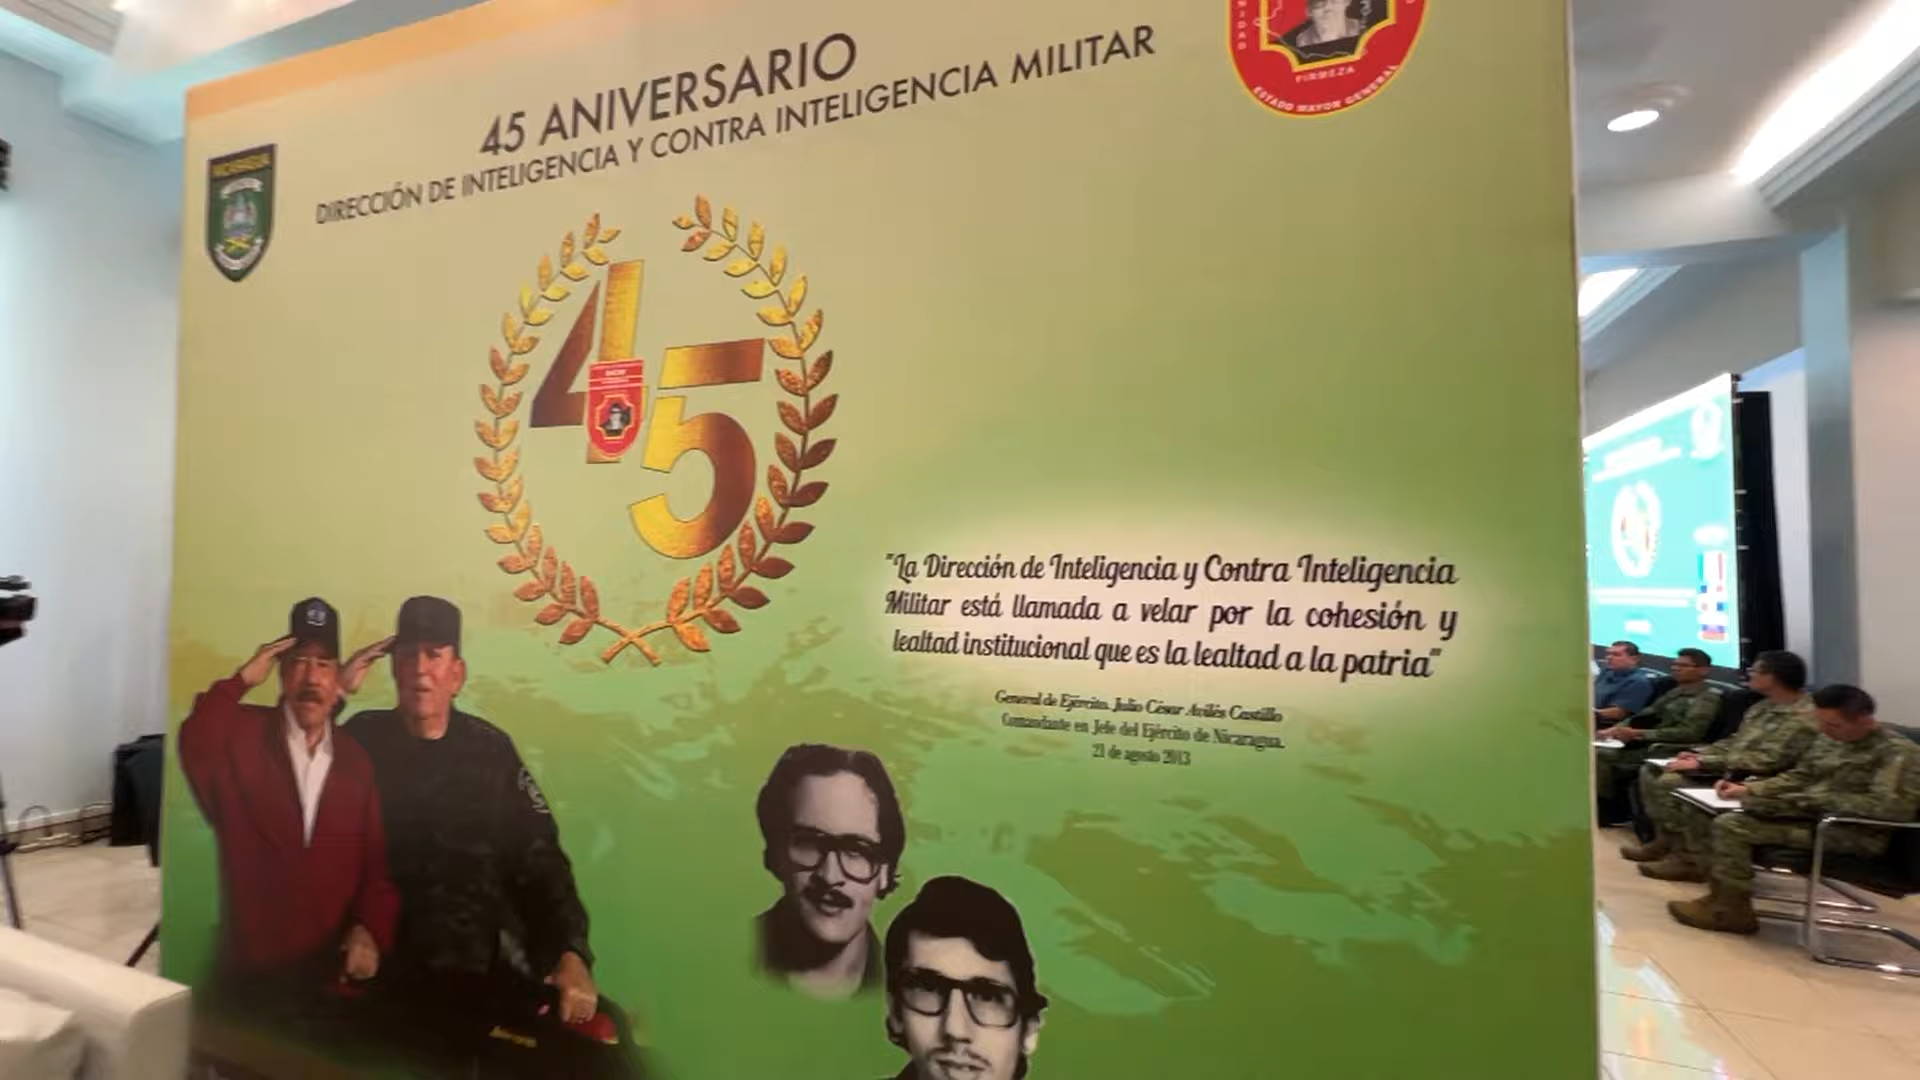 45 ANIVERSARIO
DIRECCIÓN DE INTELIGENCIA Y CONTRA INTELIGENCIA MILITAR
NICARAGUA
FIRMEZA
ESTADO MAYOR GENERAL
45
"La Dirección de Inteligencia y Contra Inteligencia
Militar está llamada a velar por la cohesión y
lealtad institucional que es la lealtad a la patria"
General de Ejército. Julio César Avilés Castillo
Comandante en Jefe del Ejército de Nicaragua.
21 de agosto 2013